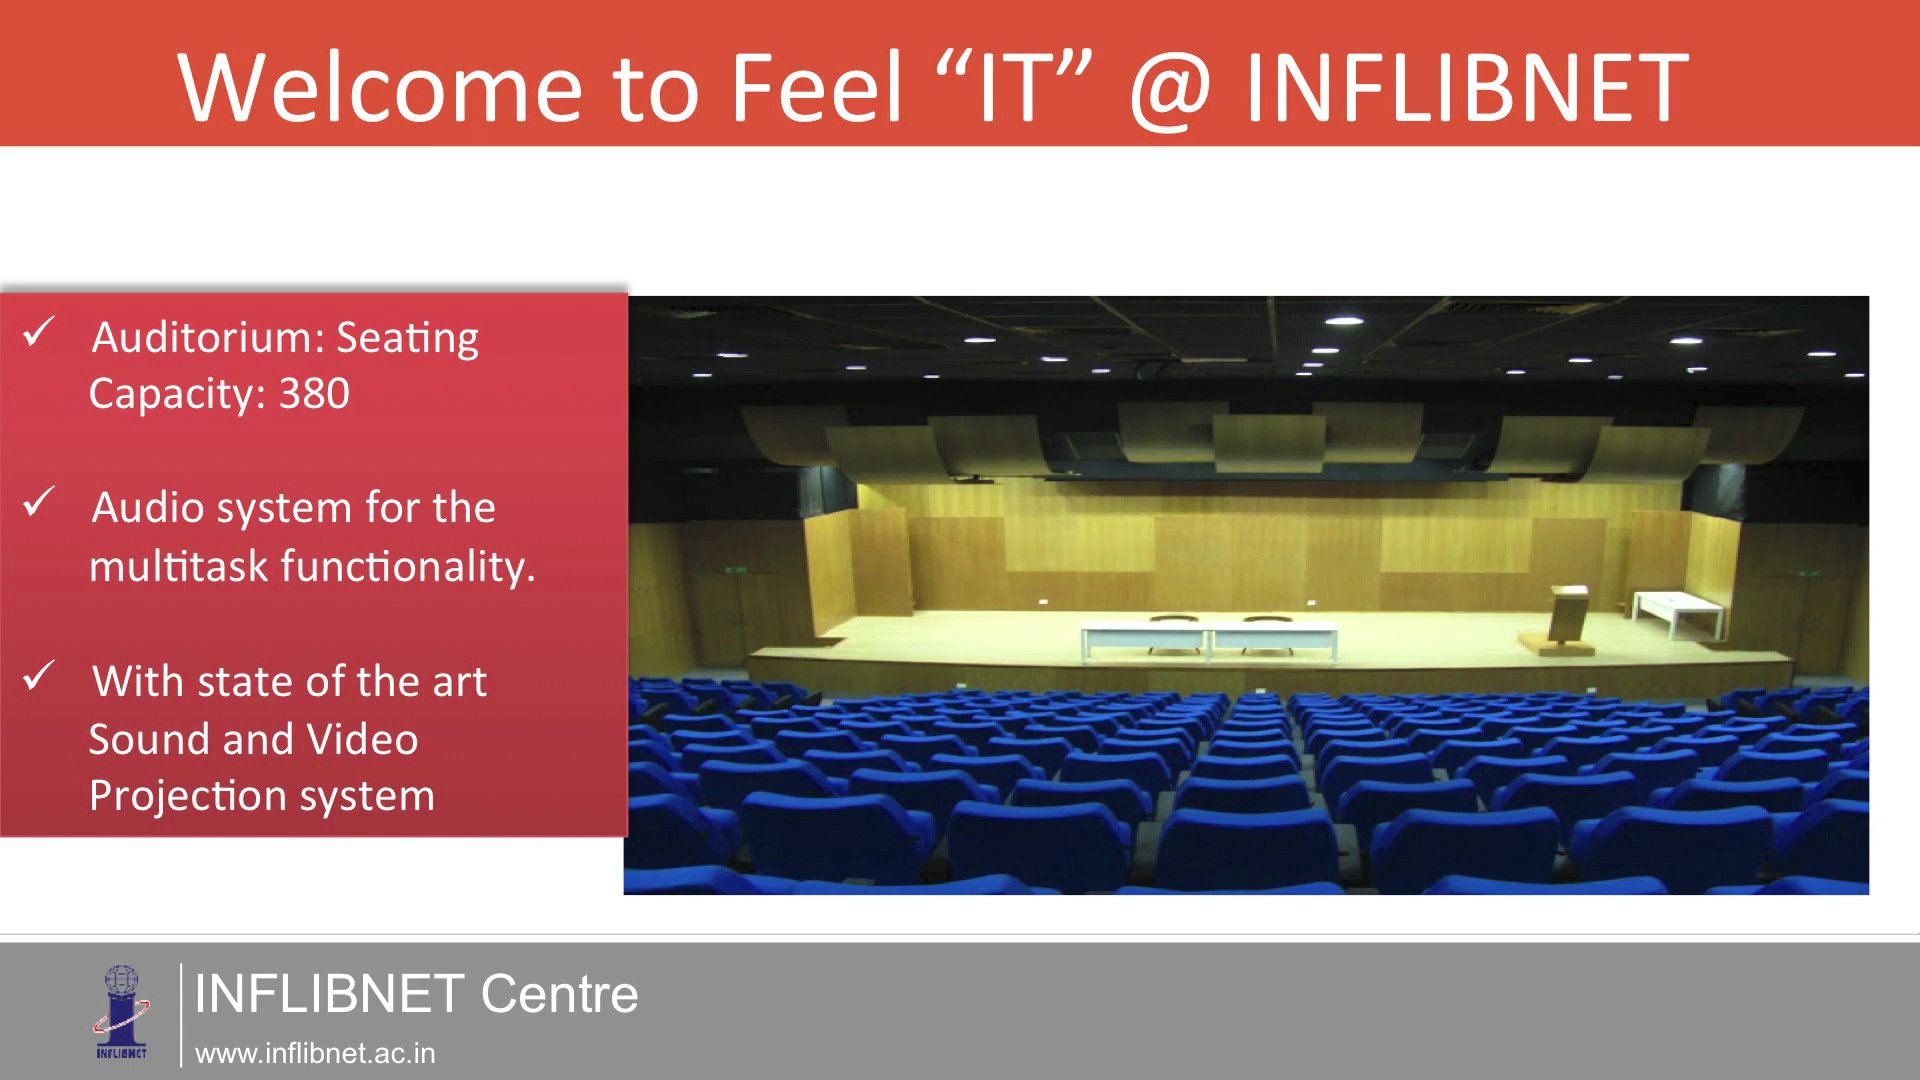 Welcome to Feel “IT” @ INFLIBNET
✓ Auditorium: Seating
Capacity: 380
✓ Audio system for the
multitask functionality.
✓ With state of the art
Sound and Video
Projection system
INFLIBNET
INFLIBNET Centre
www.inflibnet.ac.in